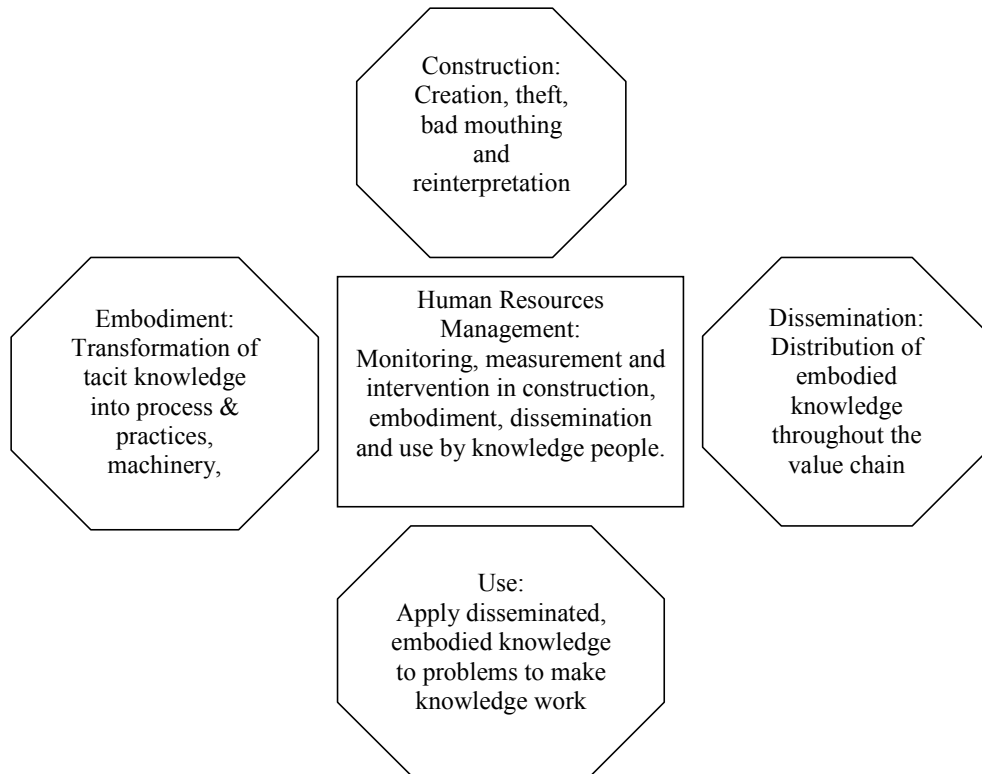 Construction:
Creation, theft,
bad mouthing
and
reinterpretation
Embodiment:
Transformation of
tacit knowledge
into process &
practices,
machinery,
Human Resources
Management:
Monitoring, measurement and
intervention in construction,
embodiment, dissemination
and use by knowledge people.
Dissemination:
Distribution of
embodied
knowledge
throughout the
value chain
Use:
Apply disseminated,
embodied knowledge
to problems to make
knowledge work